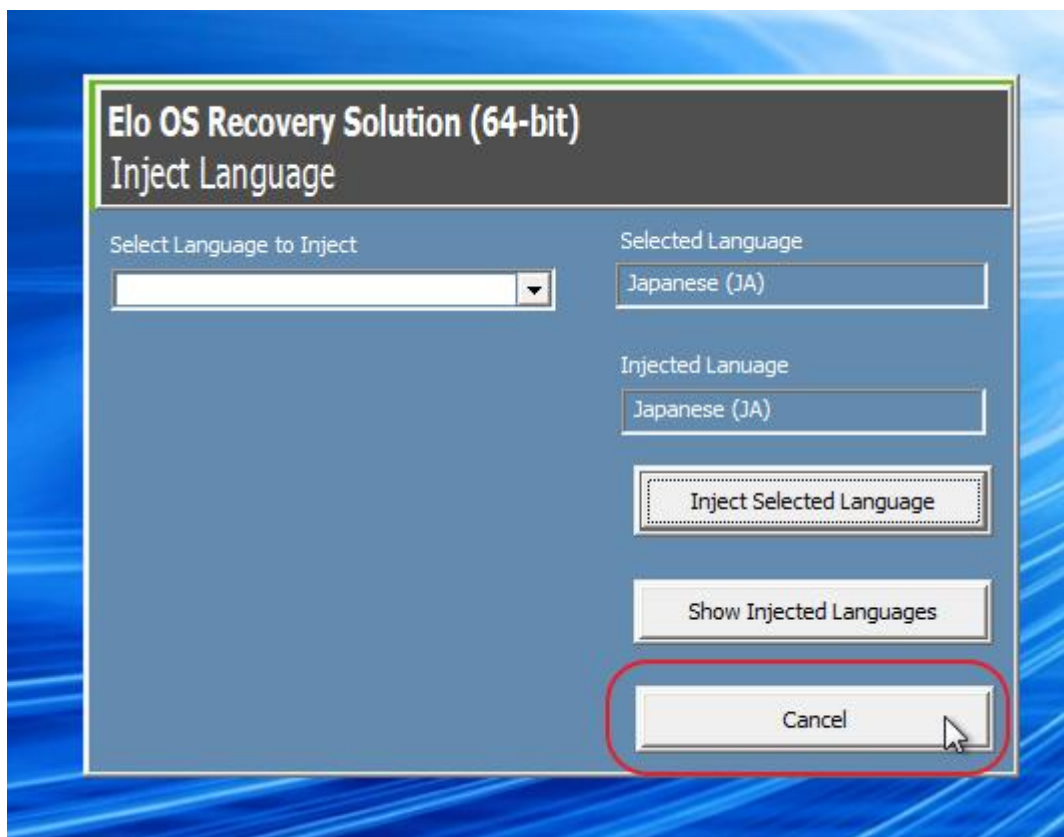 Elo OS Recovery Solution (64-bit)
Inject Language
Select Language to Inject
Selected Language
Japanese (JA)
Injected Lanuage
Japanese (JA)
Inject Selected Language
Show Injected Languages
Cancel